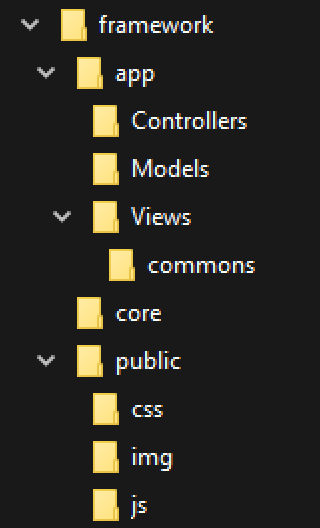 framework
app
Controllers
Models
Views
commons
core
public
css
img
js